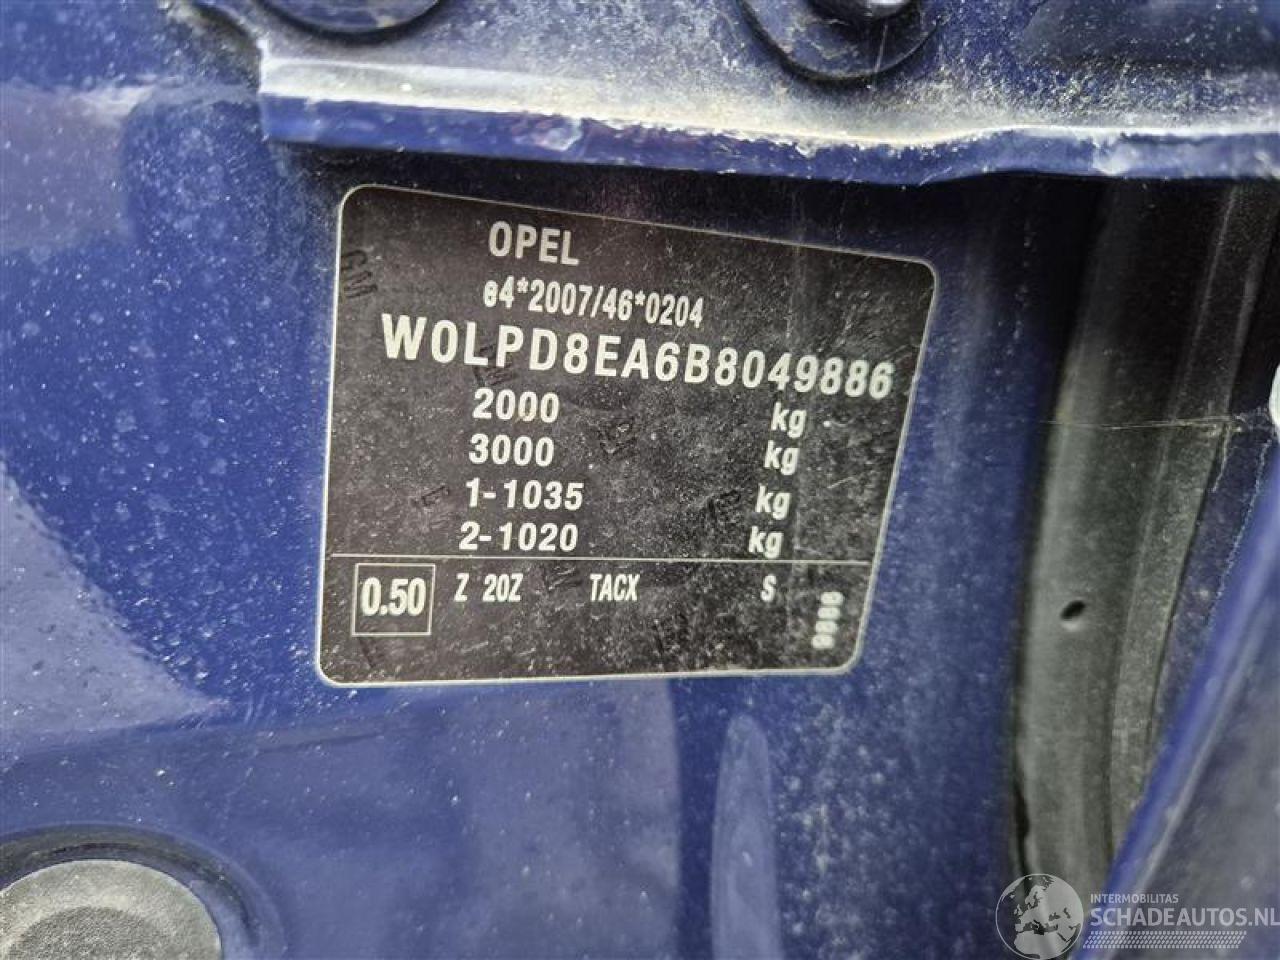 OPEL
e4*2007/46*0204
W0LPD8EA6B8049886
2000 kg
3000 kg
1-1035 kg
2-1020 kg
0.50 Z 20Z TACX S
GM
INTERMOBILITAS
SCHADEAUTOS.NL